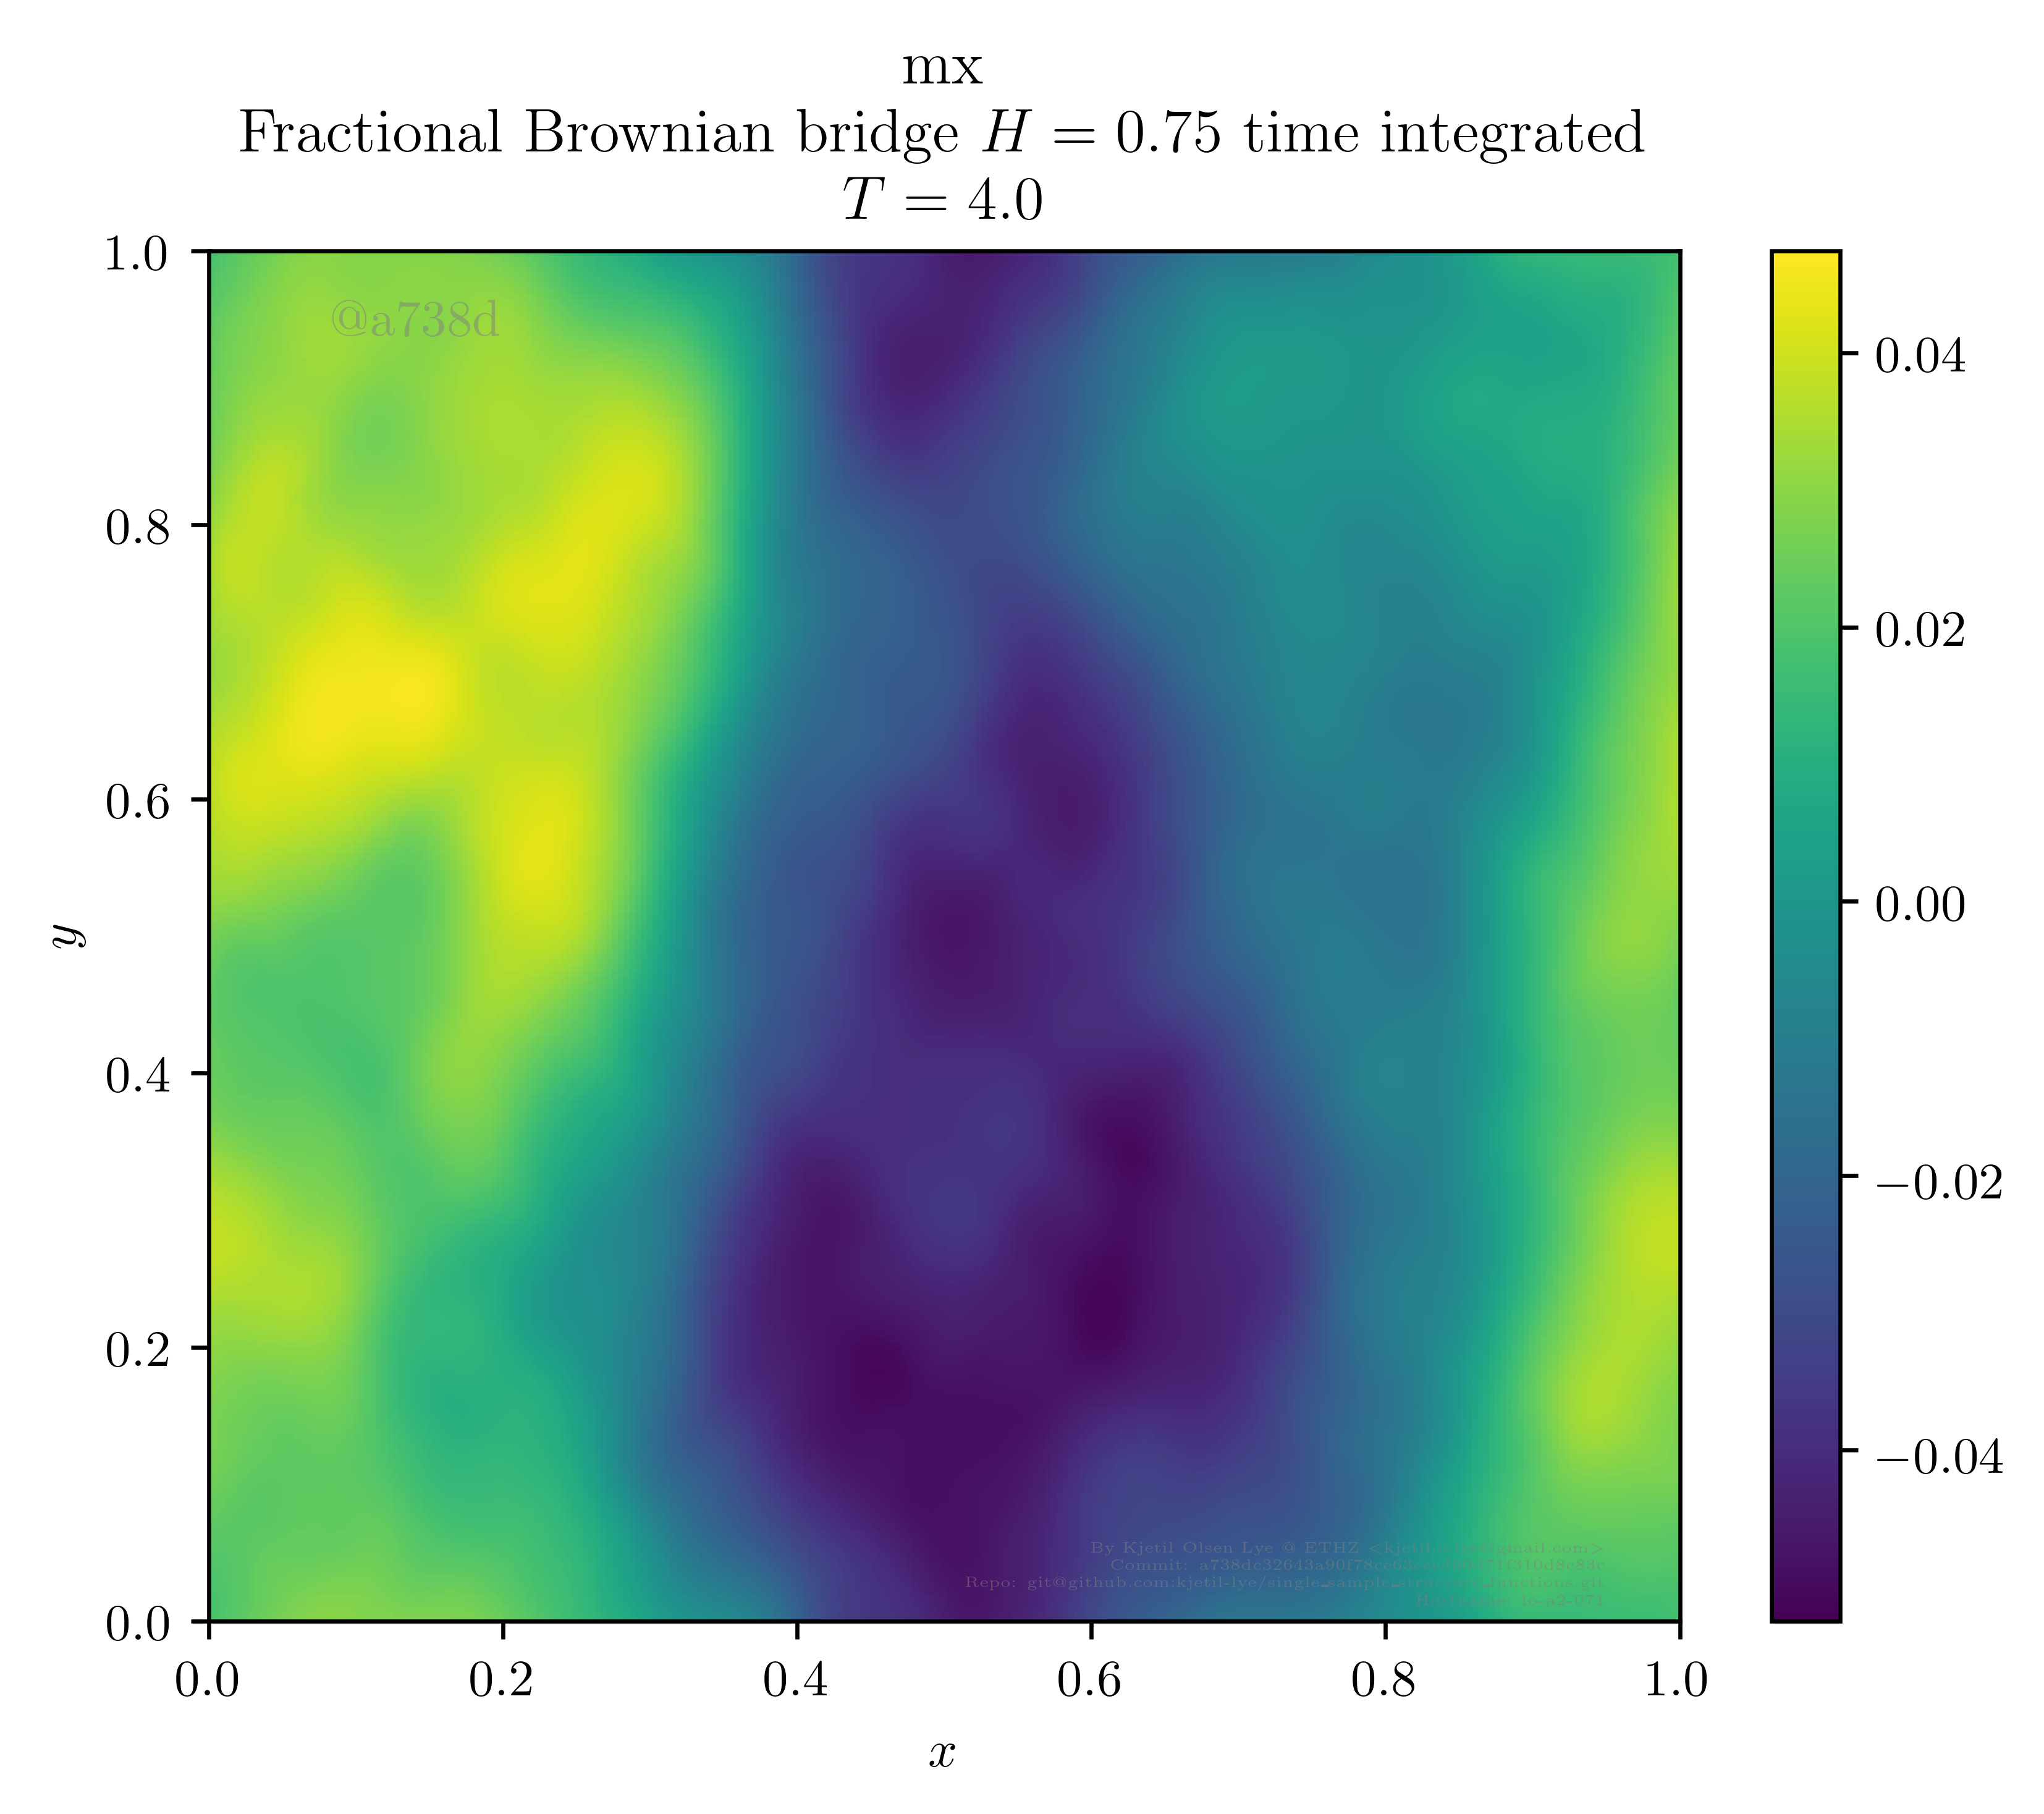 mx
Fractional Brownian bridge H = 0.75 time integrated
T = 4.0
@a738d
1.0
0.8
0.6
0.4
0.2
0.0
y
0.0 0.2 0.4 0.6 0.8 1.0
x
0.04
0.02
0.00
−0.02
−0.04
By Kjetil Olsen Lye @ ETHZ
Commit:
Repo: git@github.com:kjetil-lye/single_sample_structure_functions.git